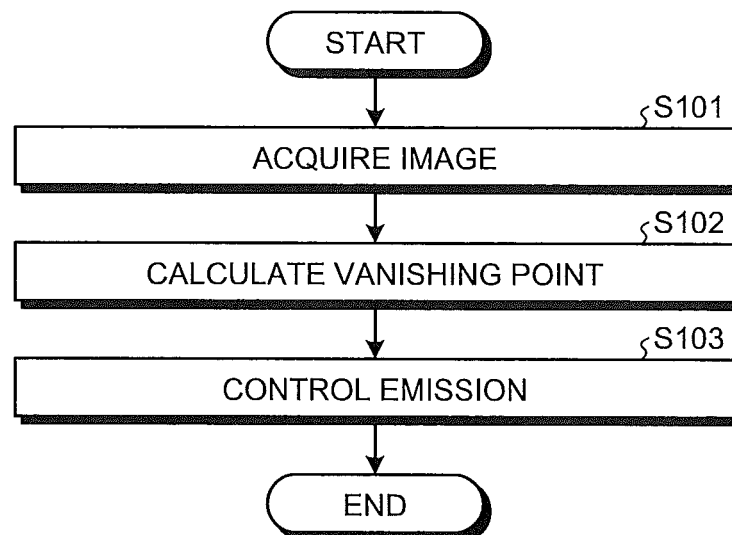 START
S101
ACQUIRE IMAGE
S102
CALCULATE VANISHING POINT
S103
CONTROL EMISSION
END